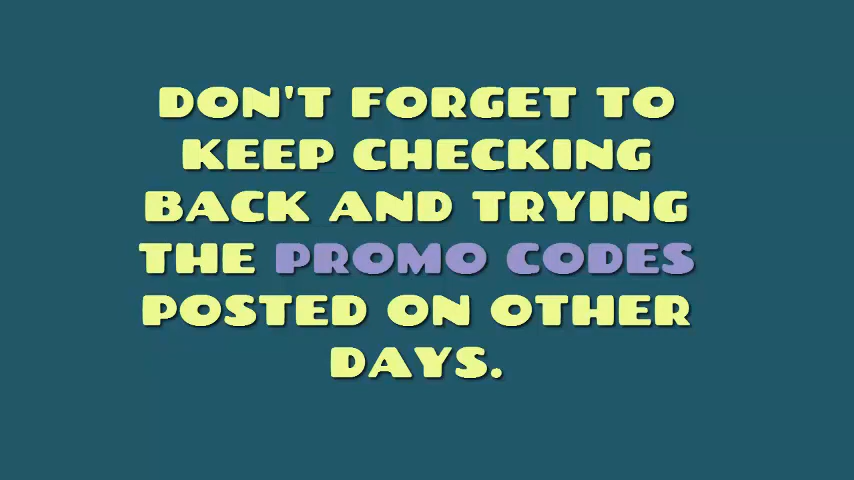 DON'T FORGET TO
KEEP CHECKING
BACK AND TRYING
THE PROMO CODES
POSTED ON OTHER
DAYS.